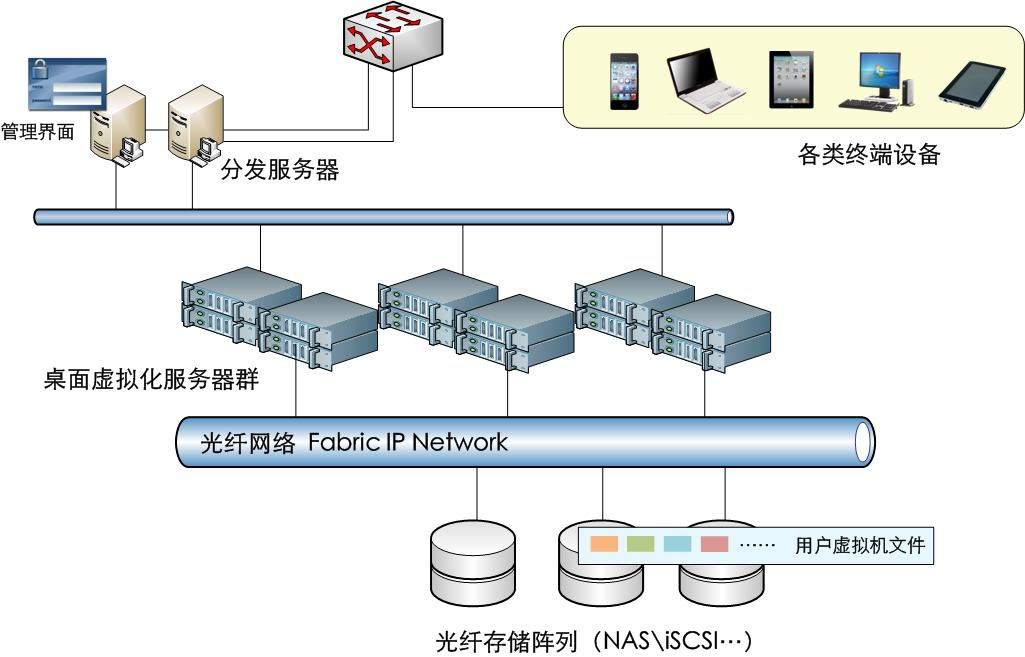 管理界面
分发服务器
各类终端设备
桌面虚拟化服务器群
光纤网络 Fabric IP Network
…… 用户虚拟机文件
光纤存储阵列（NAS\iSCSI…）